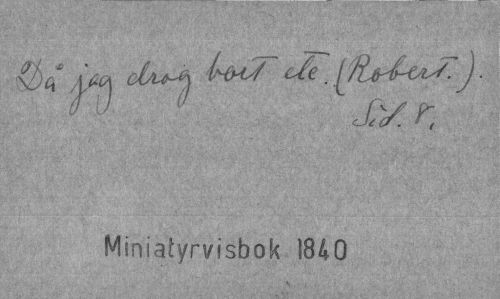 Då jag drog bort etc. (Robert.).
Sid. 8.
Miniatyrvisbok 1840